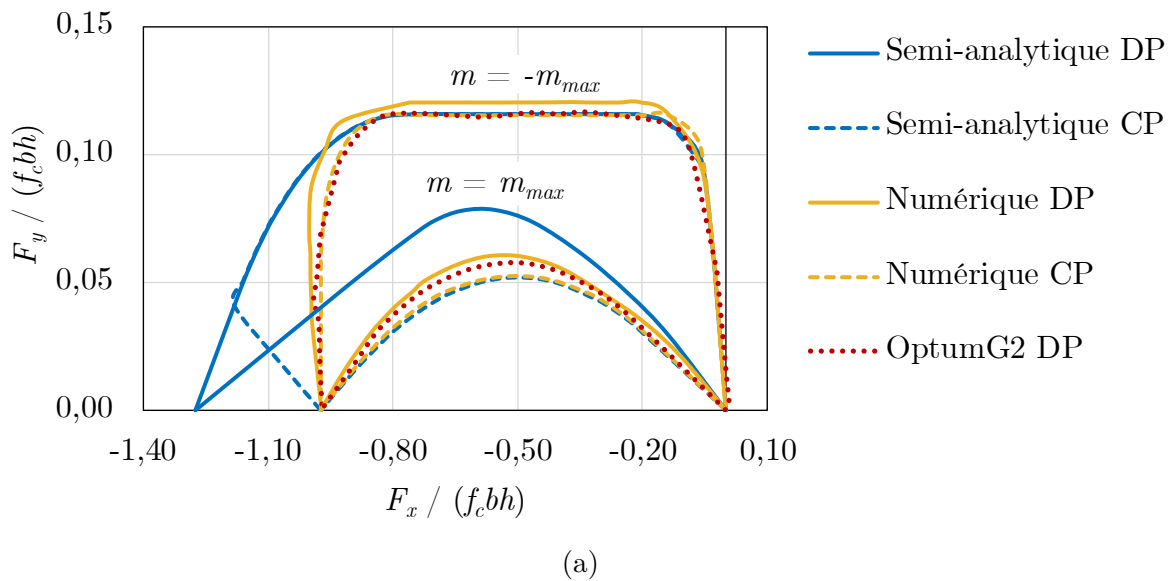 0,15
0,10
0,05
0,00
F_y / (f_c bh)
m = -m_max
m = m_max
-1,40 -1,10 -0,80 -0,50 -0,20 0,10
F_x / (f_c bh)
Semi-analytique DP
Semi-analytique CP
Numérique DP
Numérique CP
OptumG2 DP
(a)